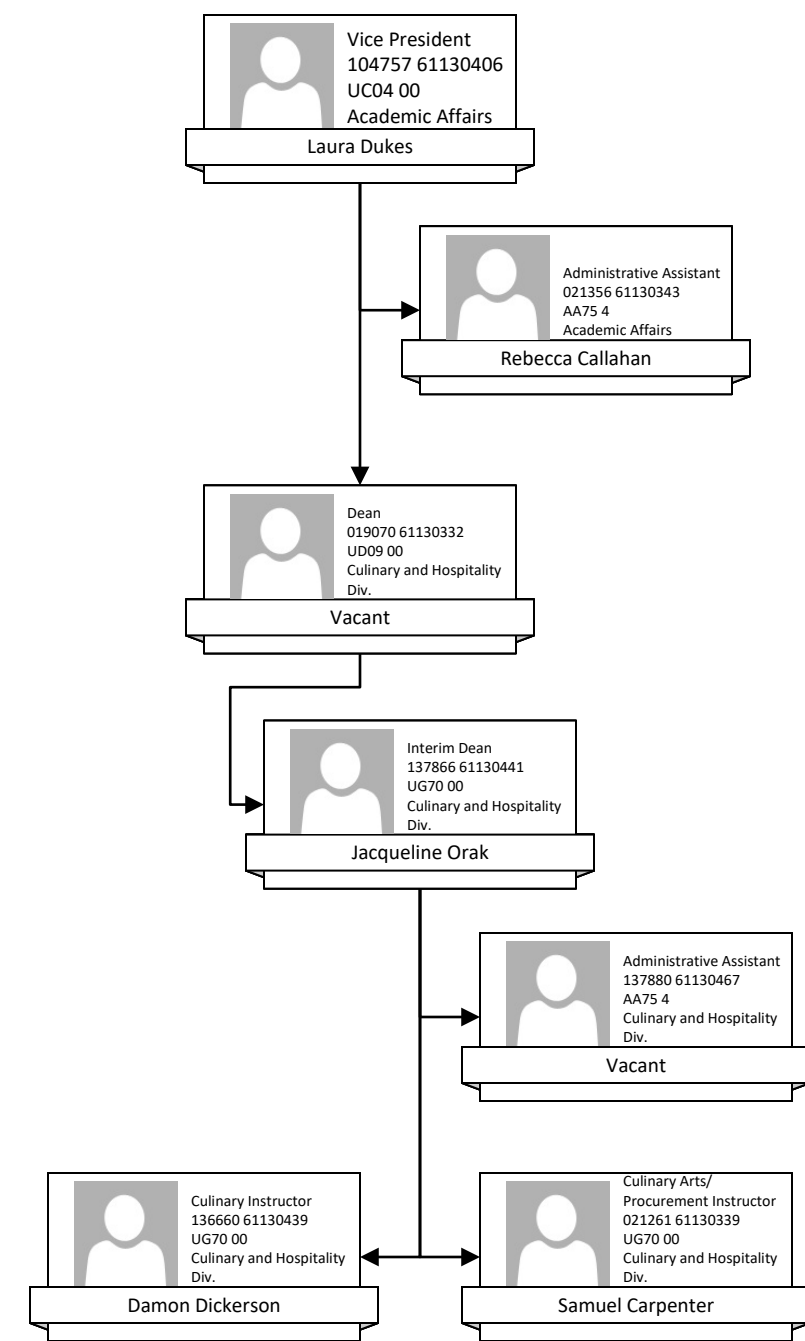 Vice President
104757 61130406
UC04 00
Academic Affairs
Laura Dukes
Administrative Assistant
021356 61130343
AA75 4
Academic Affairs
Rebecca Callahan
Dean
019070 61130332
UD09 00
Culinary and Hospitality
Div.
Vacant
Interim Dean
137866 61130441
UG70 00
Culinary and Hospitality
Div.
Jacqueline Orak
Administrative Assistant
137880 61130467
AA75 4
Culinary and Hospitality
Div.
Vacant
Culinary Instructor
136660 61130439
UG70 00
Culinary and Hospitality
Div.
Damon Dickerson
Culinary Arts/
Procurement Instructor
021261 61130339
UG70 00
Culinary and Hospitality
Div.
Samuel Carpenter